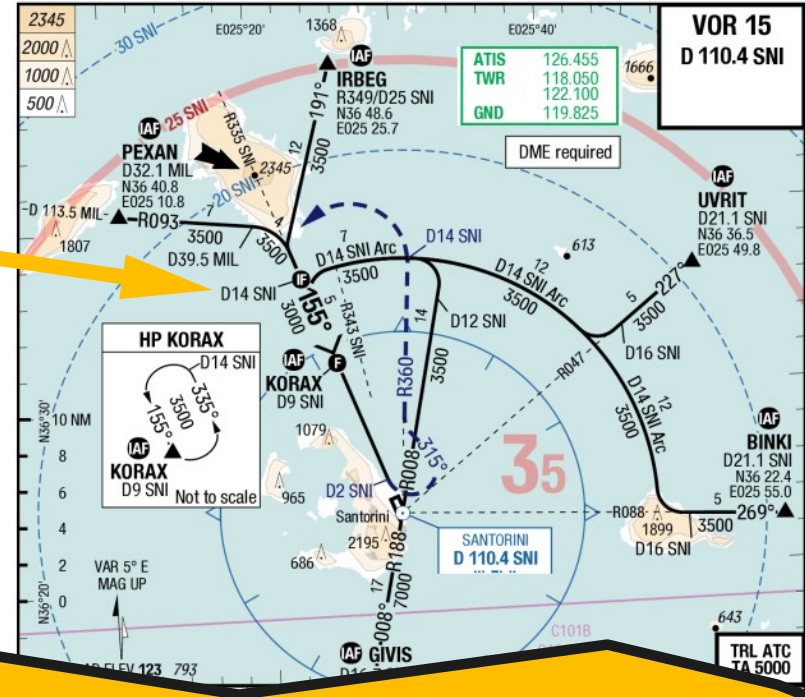 2345
2000
1000
500
30 SNI
E025°20'
1368
E025°40'
IAF
IRBEG
R349/D25 SNI
N36 48.6
E025 25.7
ATIS 126.455
TWR 118.050
122.100
GND 119.825
1666
VOR 15
D 110.4 SNI
25 SNI
IAF
PEXAN
D32.1 MIL
N36 40.8
E025 10.8
R335 SNI
2345
20 SNI
191°
12
3500
DME required
IAF
UVRIT
D21.1 SNI
N36 36.5
E025 49.8
D 113.5 MIL
R093
7
3500
D39.5 MIL
1807
4
3500
7
D14 SNI Arc
3500
D14 SNI
613
12
D14 SNI Arc
3500
227°
5
3500
D16 SNI
IF
D14 SNI
155°
5
3000
R343 SNI
14
3500
D12 SNI
R360
R047
12
D14 SNI Arc
3500
HP KORAX
D14 SNI
155°
3500
335°
IAF
KORAX
D9 SNI
Not to scale
IAF
F
KORAX
D9 SNI
N36°30'
10 NM
8
6
4
2
0
N36°20'
1079
965
D2 SNI
Santorini
2195
686
315°
R008
35
IAF
BINKI
D21.1 SNI
N36 22.4
E025 55.0
R088
1899
5
3500
269°
D16 SNI
SANTORINI
D 110.4 SNI
R188
17
7000
008°
VAR 5° E
MAG UP
IAF GIVIS
C101B
643
TRL ATC
TA 5000
ELEV 123 793